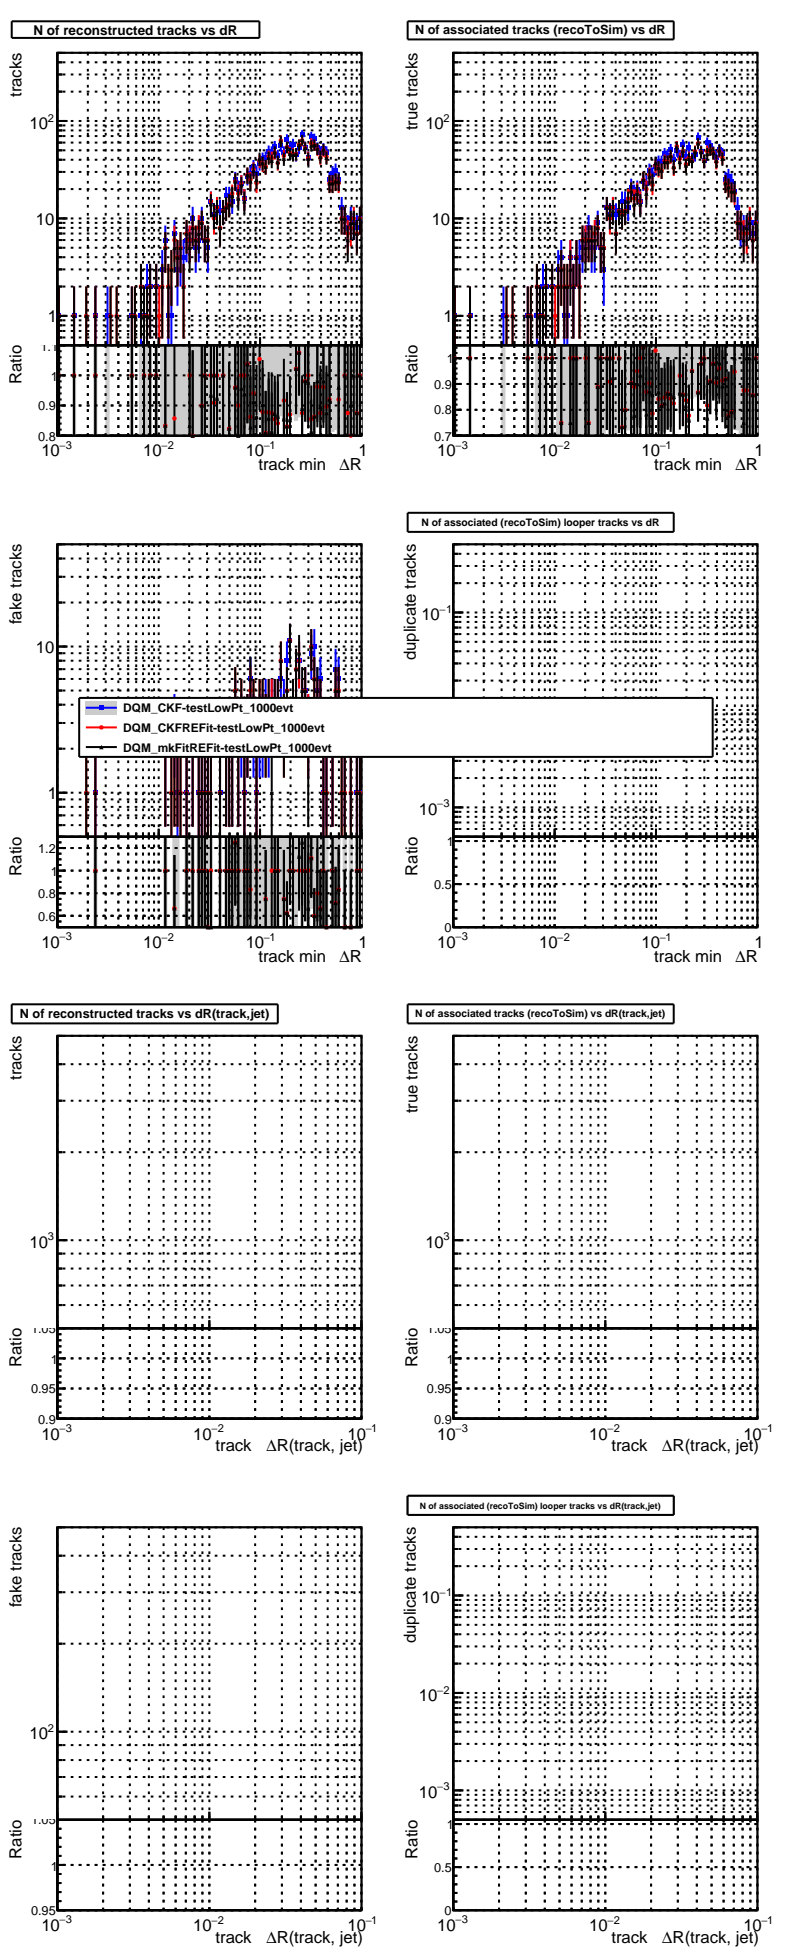 N of reconstructed tracks vs dR
tracks
10²
10
1
Ratio
1.1
1
0.9
0.8
10⁻³ 10⁻² 10⁻¹ 1
track min ΔR
N of associated tracks (recoToSim) vs dR
true tracks
10²
10
1
Ratio
1
0.9
0.8
0.7
10⁻³ 10⁻² 10⁻¹ 1
track min ΔR
fake tracks
10
1
Ratio
1.2
1
0.8
0.6
10⁻³ 10⁻² 10⁻¹ 1
track min ΔR
N of associated (recoToSim) looper tracks vs dR
duplicate tracks
10⁻¹
10⁻³
Ratio
1
0.5
0
10⁻³ 10⁻² 10⁻¹ 1
track min ΔR
DQM_CKF-testLowPt_1000evt
DQM_CKFREFit-testLowPt_1000evt
DQM_mkFitREFit-testLowPt_1000evt
N of reconstructed tracks vs dR(track,jet)
tracks
10³
Ratio
1.05
1
0.95
0.9
10⁻³ 10⁻² 10⁻¹
track ΔR(track, jet)
N of associated tracks (recoToSim) vs dR(track,jet)
true tracks
10³
Ratio
1.05
1
0.95
0.9
10⁻³ 10⁻² 10⁻¹
track ΔR(track, jet)
fake tracks
10²
Ratio
1.05
1
0.95
10⁻³ 10⁻² 10⁻¹
track ΔR(track, jet)
N of associated (recoToSim) looper tracks vs dR(track,jet)
duplicate tracks
10⁻¹
10⁻²
10⁻³
Ratio
1
0.5
0
10⁻³ 10⁻² 10⁻¹
track ΔR(track, jet)